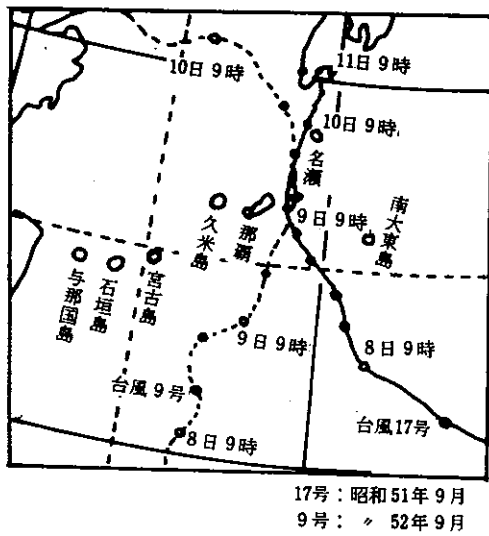 11日 9時
10日 9時
10日 9時
名瀬
南大東島
9日 9時
那覇
久米島
宮古島
石垣島
与那国島
9日 9時
8日 9時
台風 9号
台風17号
8日 9時
17号：昭和51年 9月
9号：〃 52年 9月